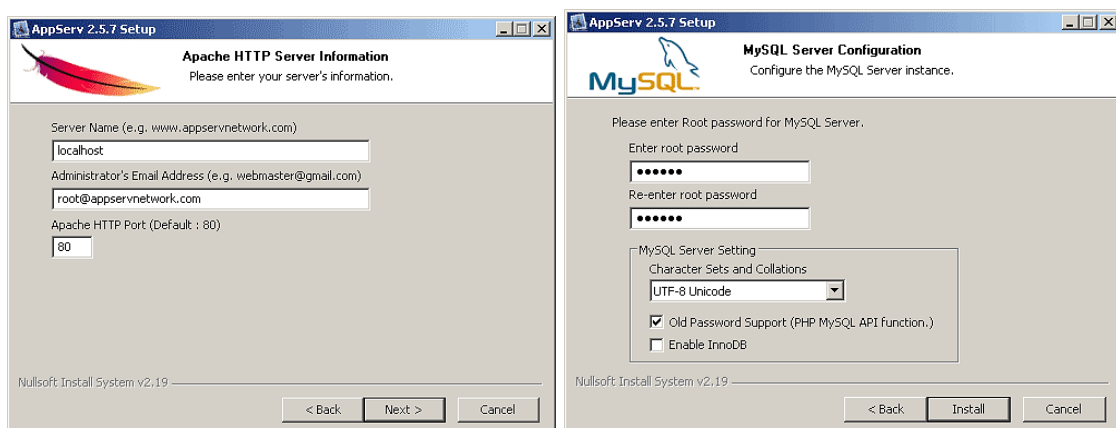 AppServ 2.5.7 Setup
Apache HTTP Server Information
Please enter your server's information.
Server Name (e.g. www.appservnetwork.com)
localhost
Administrator's Email Address (e.g. webmaster@gmail.com)
root@appservnetwork.com
Apache HTTP Port (Default : 80)
80
Nullsoft Install System v2.19
< Back
Next >
Cancel
AppServ 2.5.7 Setup
MySQL
MySQL Server Configuration
Configure the MySQL Server instance.
Please enter Root password for MySQL Server.
Enter root password
••••••
Re-enter root password
••••••
MySQL Server Setting
Character Sets and Collations
UTF-8 Unicode
Old Password Support (PHP MySQL API function.)
Enable InnoDB
Nullsoft Install System v2.19
< Back
Install
Cancel